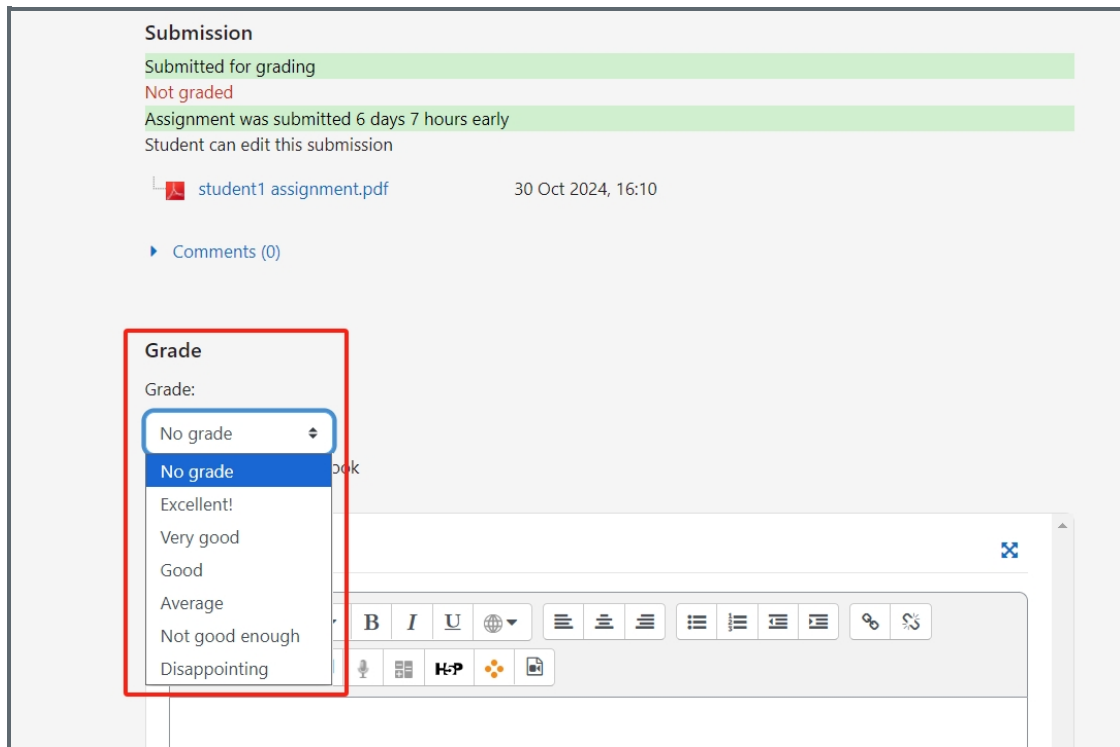 Submission
Submitted for grading
Not graded
Assignment was submitted 6 days 7 hours early
Student can edit this submission
student1 assignment.pdf 30 Oct 2024, 16:10
Comments (0)
Grade
Grade:
No grade
No grade
Excellent!
Very good
Good
Average
Not good enough
Disappointing
B I U
H5P